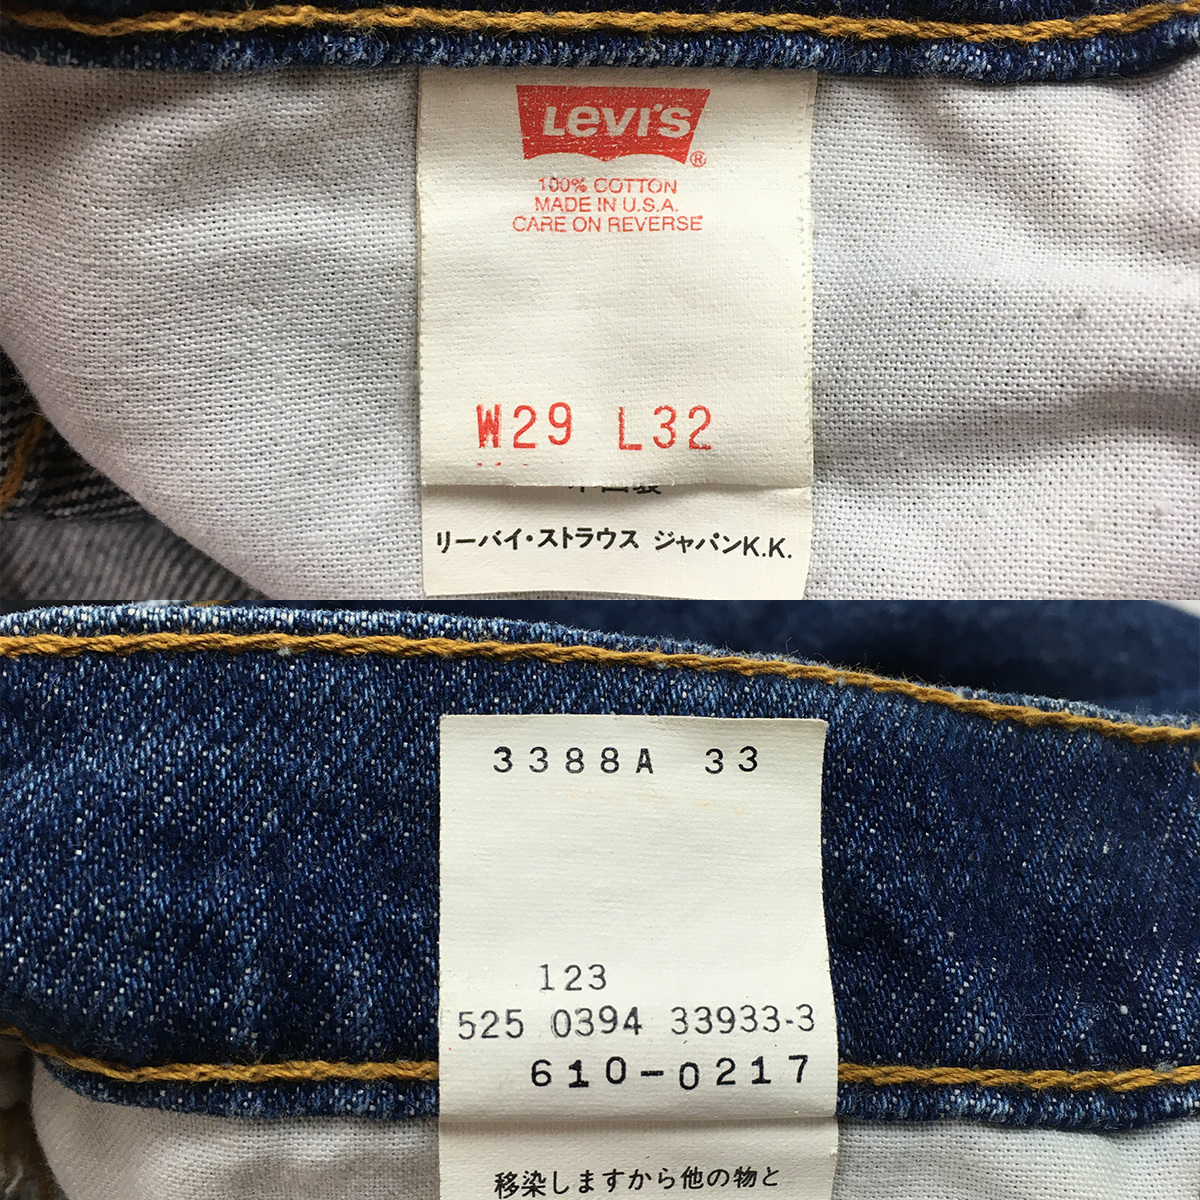 Levi's ®
100% COTTON
MADE IN U.S.A.
CARE ON REVERSE
W29 L32
リーバイ・ストラウス ジャパンK.K.
3388A 33
123
525 0394 33933-3
610-0217
移染しますから他の物と